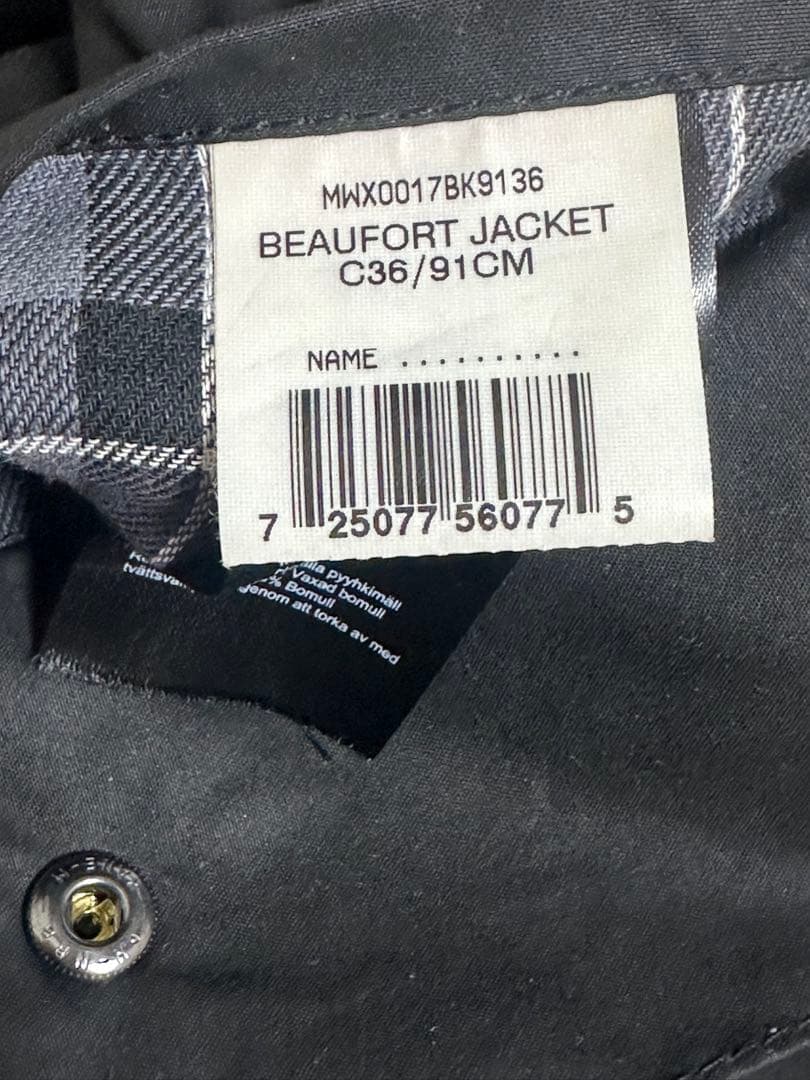 MWX0017BK9136
BEAUFORT JACKET
C36/91CM
NAME ..........
7 25077 56077 5
pyyhkimäll
Vaxad bomull
% Bomull
genom att torka av med